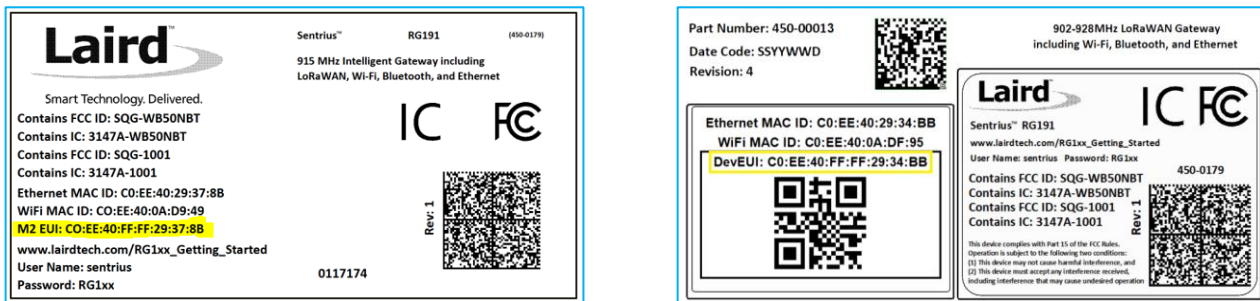 Laird™
Smart Technology. Delivered.
Sentrius™ RG191 (450-0179)
915 MHz Intelligent Gateway including
LoRaWAN, Wi-Fi, Bluetooth, and Ethernet
IC FC
Contains FCC ID: SQG-WB50NBT
Contains IC: 3147A-WB50NBT
Contains FCC ID: SQG-1001
Contains IC: 3147A-1001
Ethernet MAC ID: C0:EE:40:29:37:8B
WiFi MAC ID: CO:EE:40:0A:D9:49
M2 EUI: CO:EE:40:FF:FF:29:37:8B
www.lairdtech.com/RG1xx_Getting_Started
User Name: sentrius
Password: RG1xx
0117174
Rev: 1
Part Number: 450-00013
Date Code: SSYYWWD
Revision: 4
902-928MHz LoRaWAN Gateway
including Wi-Fi, Bluetooth, and Ethernet
Ethernet MAC ID: C0:EE:40:29:34:BB
WiFi MAC ID: C0:EE:40:0A:DF:95
DevEUI: C0:EE:40:FF:FF:29:34:BB
Laird™
IC FC
Sentrius™ RG191
www.lairdtech.com/RG1xx_Getting_Started
User Name: sentrius Password: RG1xx
450-0179
Contains FCC ID: SQG-WB50NBT
Contains IC: 3147A-WB50NBT
Contains FCC ID: SQG-1001
Contains IC: 3147A-1001
Rev: 1
This device complies with Part 15 of the FCC Rules.
Operation is subject to the following two conditions:
(1) This device may not cause harmful interference, and
(2) This device must accept any interference received,
including interference that may cause undesired operation